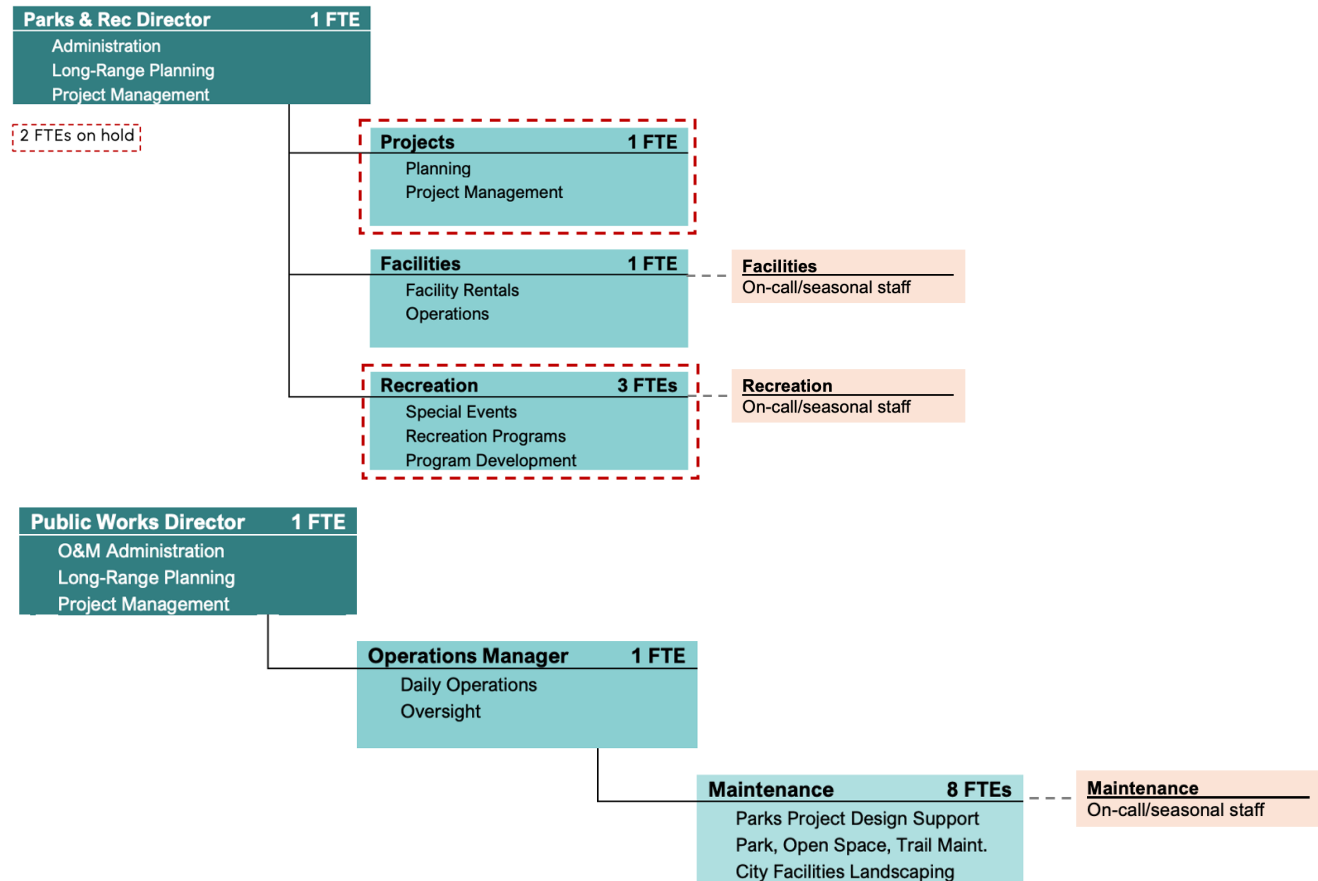 Parks & Rec Director 1 FTE
Administration
Long-Range Planning
Project Management
2 FTEs on hold
Projects 1 FTE
Planning
Project Management
Facilities 1 FTE
Facility Rentals
Operations
Facilities
On-call/seasonal staff
Recreation 3 FTEs
Special Events
Recreation Programs
Program Development
Recreation
On-call/seasonal staff
Public Works Director 1 FTE
O&M Administration
Long-Range Planning
Project Management
Operations Manager 1 FTE
Daily Operations
Oversight
Maintenance 8 FTEs
Parks Project Design Support
Park, Open Space, Trail Maint.
City Facilities Landscaping
Maintenance
On-call/seasonal staff